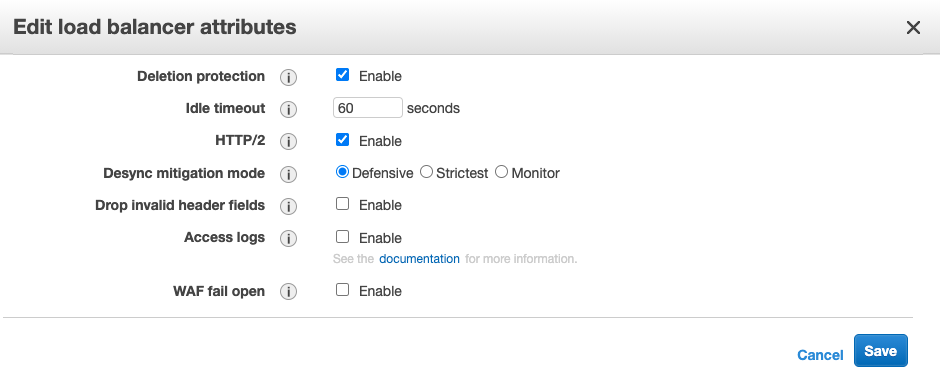 Edit load balancer attributes
Deletion protection i Enable
Idle timeout i 60 seconds
HTTP/2 i Enable
Desync mitigation mode i Defensive Strictest Monitor
Drop invalid header fields i Enable
Access logs i Enable
See the documentation for more information.
WAF fail open i Enable
Cancel Save